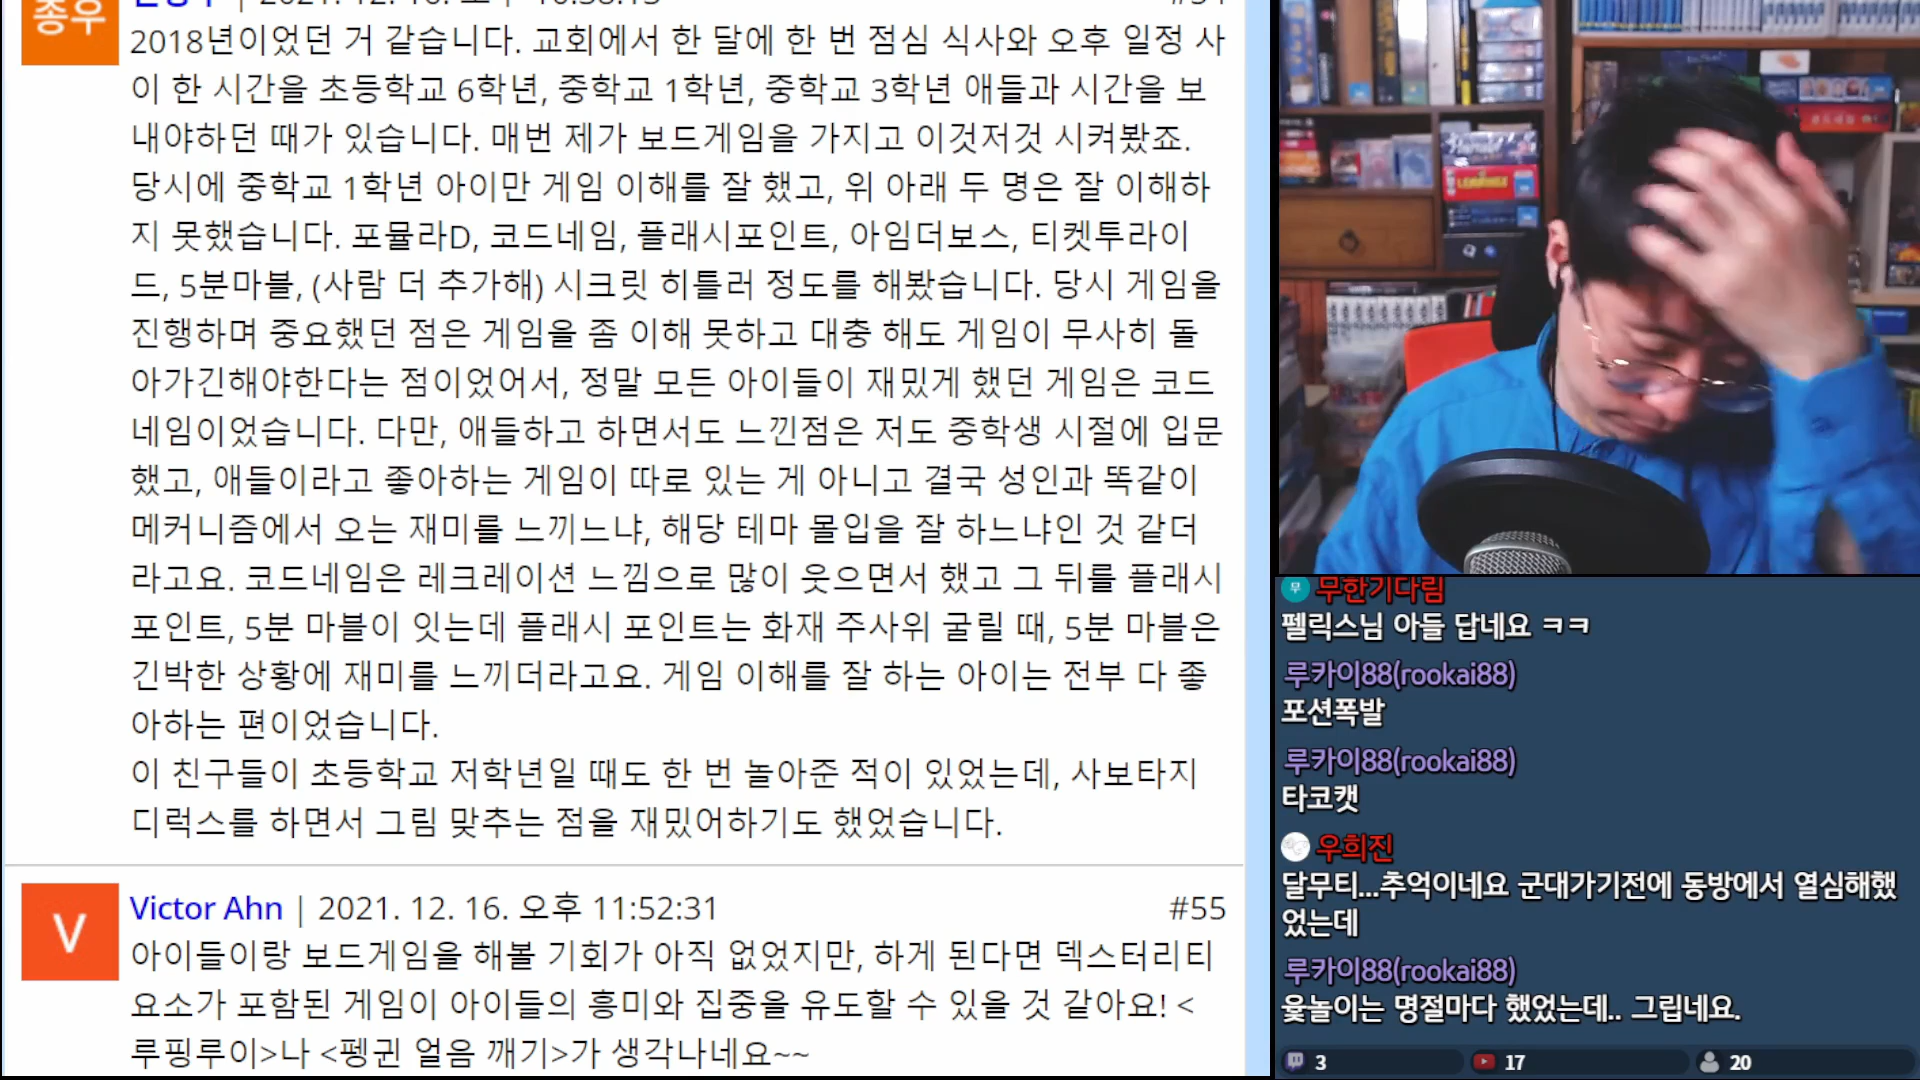 종우
2018년이었던 거 같습니다. 교회에서 한 달에 한 번 점심 식사와 오후 일정 사
이 한 시간을 초등학교 6학년, 중학교 1학년, 중학교 3학년 애들과 시간을 보
내야하던 때가 있습니다. 매번 제가 보드게임을 가지고 이것저것 시켜봤죠.
당시에 중학교 1학년 아이만 게임 이해를 잘 했고, 위 아래 두 명은 잘 이해하
지 못했습니다. 포뮬라D, 코드네임, 플래시포인트, 아임더보스, 티켓투라이
드, 5분마블, (사람 더 추가해) 시크릿 히틀러 정도를 해봤습니다. 당시 게임을
진행하며 중요했던 점은 게임을 좀 이해 못하고 대충 해도 게임이 무사히 돌
아가긴해야한다는 점이었어서, 정말 모든 아이들이 재밌게 했던 게임은 코드
네임이었습니다. 다만, 애들하고 하면서도 느낀점은 저도 중학생 시절에 입문
했고, 애들이라고 좋아하는 게임이 따로 있는 게 아니고 결국 성인과 똑같이
메커니즘에서 오는 재미를 느끼느냐, 해당 테마 몰입을 잘 하느냐인 것 같더
라고요. 코드네임은 레크레이션 느낌으로 많이 웃으면서 했고 그 뒤를 플래시
포인트, 5분 마블이 잇는데 플래시 포인트는 화재 주사위 굴릴 때, 5분 마블은
긴박한 상황에 재미를 느끼더라고요. 게임 이해를 잘 하는 아이는 전부 다 좋
아하는 편이었습니다.
이 친구들이 초등학교 저학년일 때도 한 번 놀아준 적이 있었는데, 사보타지
디럭스를 하면서 그림 맞추는 점을 재밌어하기도 했었습니다.
V
Victor Ahn | 2021. 12. 16. 오후 11:52:31 #55
아이들이랑 보드게임을 해볼 기회가 아직 없었지만, 하게 된다면 덱스터리티
요소가 포함된 게임이 아이들의 흥미와 집중을 유도할 수 있을 것 같아요! <
루핑루이>나 <펭귄 얼음 깨기>가 생각나네요~~
무 무한기다림
펠릭스님 아들 답네요 ㅋㅋ
루카이88(rookai88)
포션폭발
루카이88(rookai88)
타코캣
우희진
달무티...추억이네요 군대가기전에 동방에서 열심해했
었는데
루카이88(rookai88)
윷놀이는 명절마다 했었는데.. 그립네요.
3 17 20